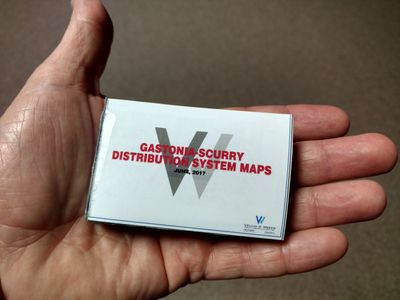 GASTONIA-SCURRY
DISTRIBUTION SYSTEM MAPS
JUNE, 2017
W